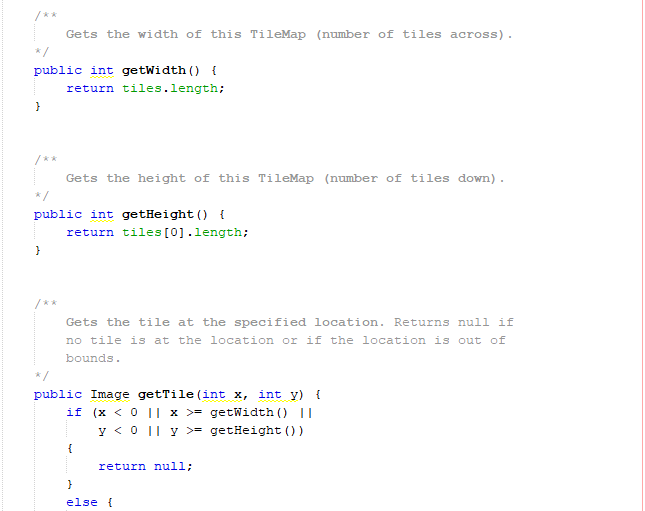 /**
Gets the width of this TileMap (number of tiles across).
*/
public int getWidth() {
return tiles.length;
}
/**
Gets the height of this TileMap (number of tiles down).
*/
public int getHeight() {
return tiles[0].length;
}
/**
Gets the tile at the specified location. Returns null if
no tile is at the location or if the location is out of
bounds.
*/
public Image getTile(int x, int y) {
if (x < 0 || x >= getWidth() ||
y < 0 || y >= getHeight())
{
return null;
}
else {